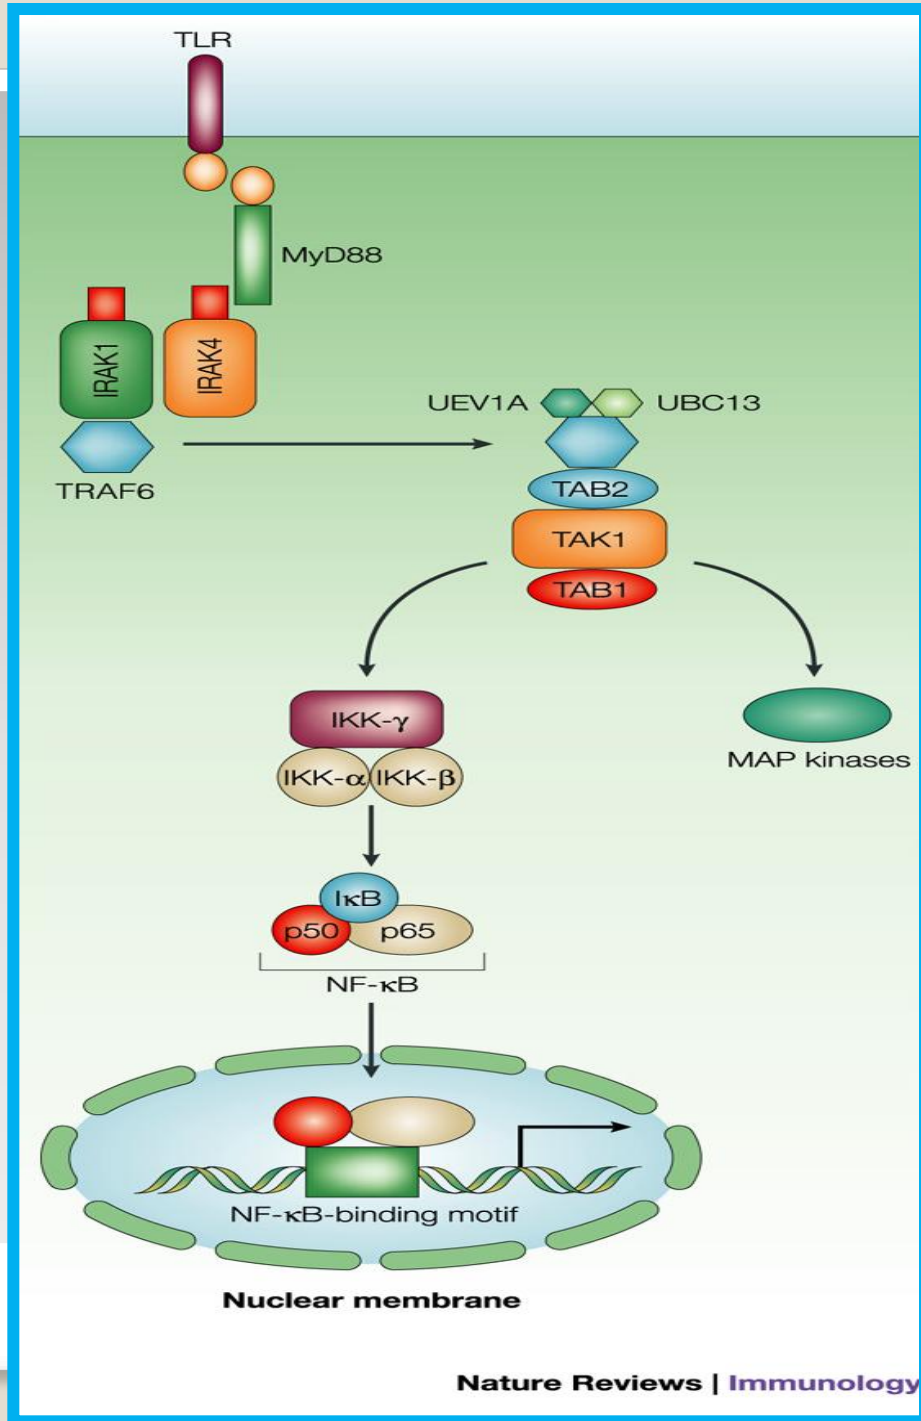 TLR
MyD88
IRAK1
IRAK4
UEV1A
UBC13
TRAF6
TAB2
TAK1
TAB1
IKK-γ
MAP kinases
IKK-α
IKK-β
IκB
p50
p65
NF-κB
NF-κB-binding motif
Nuclear membrane
Nature Reviews | Immunology